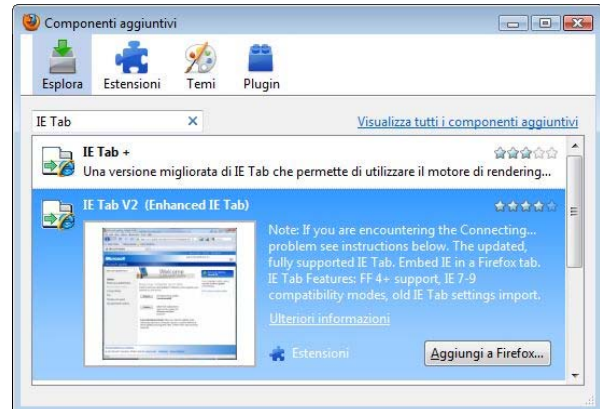 Componenti aggiuntivi
Esplora Estensioni Temi Plugin
IE Tab Visualizza tutti i componenti aggiuntivi
IE Tab +
Una versione migliorata di IE Tab che permette di utilizzare il motore di rendering...
IE Tab V2 (Enhanced IE Tab)
Note: If you are encountering the Connecting...
problem see instructions below. The updated,
fully supported IE Tab. Embed IE in a Firefox tab.
IE Tab Features: FF 4+ support, IE 7-9
compatibility modes, old IE Tab settings import.
Ulteriori informazioni
Estensioni Aggiungi a Firefox...